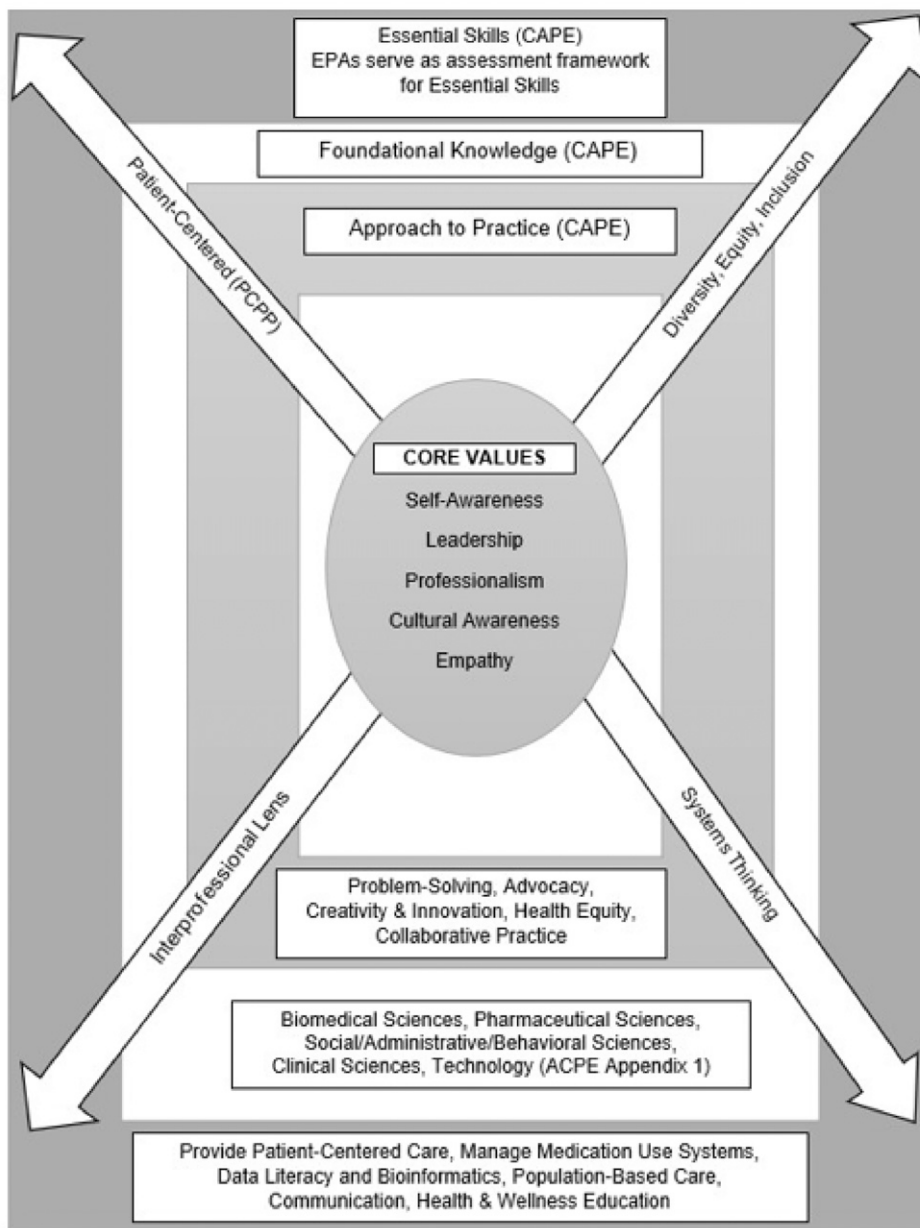 Essential Skills (CAPE)
EPAs serve as assessment framework
for Essential Skills
Foundational Knowledge (CAPE)
Approach to Practice (CAPE)
Patient-Centered (PCPP)
Diversity, Equity, Inclusion
CORE VALUES
Self-Awareness
Leadership
Professionalism
Cultural Awareness
Empathy
Interprofessional Lens
Systems Thinking
Problem-Solving, Advocacy,
Creativity & Innovation, Health Equity,
Collaborative Practice
Biomedical Sciences, Pharmaceutical Sciences,
Social/Administrative/Behavioral Sciences,
Clinical Sciences, Technology (ACPE Appendix 1)
Provide Patient-Centered Care, Manage Medication Use Systems,
Data Literacy and Bioinformatics, Population-Based Care,
Communication, Health & Wellness Education